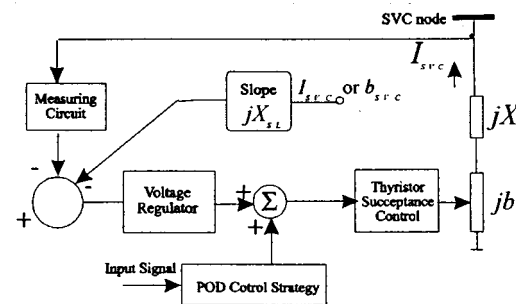 SVC node
I_svc
Measuring
Circuit
Slope
jX_SL
I_svc or b_svc
jX
- -
+
Voltage
Regulator
+
Σ
+
Thyristor
Succeptance
Control
jb
Input Signal
POD Cotrol Strategy